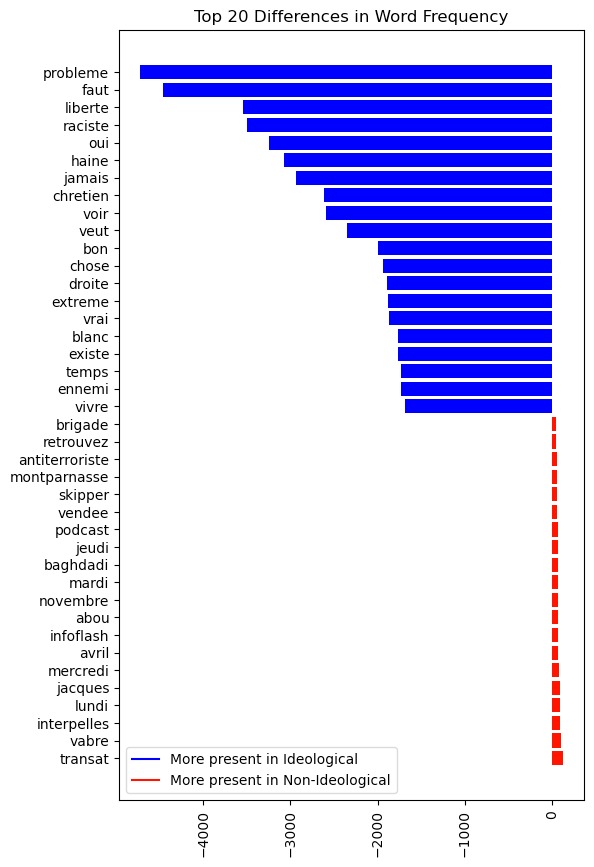 Top 20 Differences in Word Frequency
probleme
faut
liberte
raciste
oui
haine
jamais
chretien
voir
veut
bon
chose
droite
extreme
vrai
blanc
existe
temps
ennemi
vivre
brigade
retrouvez
antiterroriste
montparnasse
skipper
vendee
podcast
jeudi
baghdadi
mardi
novembre
abou
infoflash
avril
mercredi
jacques
lundi
interpelles
vabre
transat
More present in Ideological
More present in Non-Ideological
−4000
−3000
−2000
−1000
0